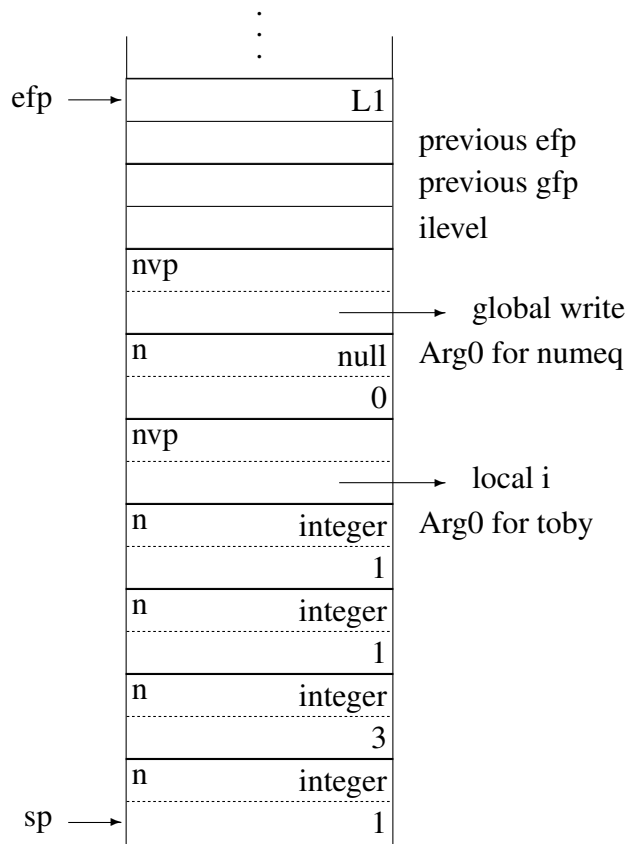 efp L1
previous efp
previous gfp
ilevel
nvp
global write
n null Arg0 for numeq
0
nvp
local i
n integer Arg0 for toby
1
n integer
1
n integer
3
n integer
sp 1